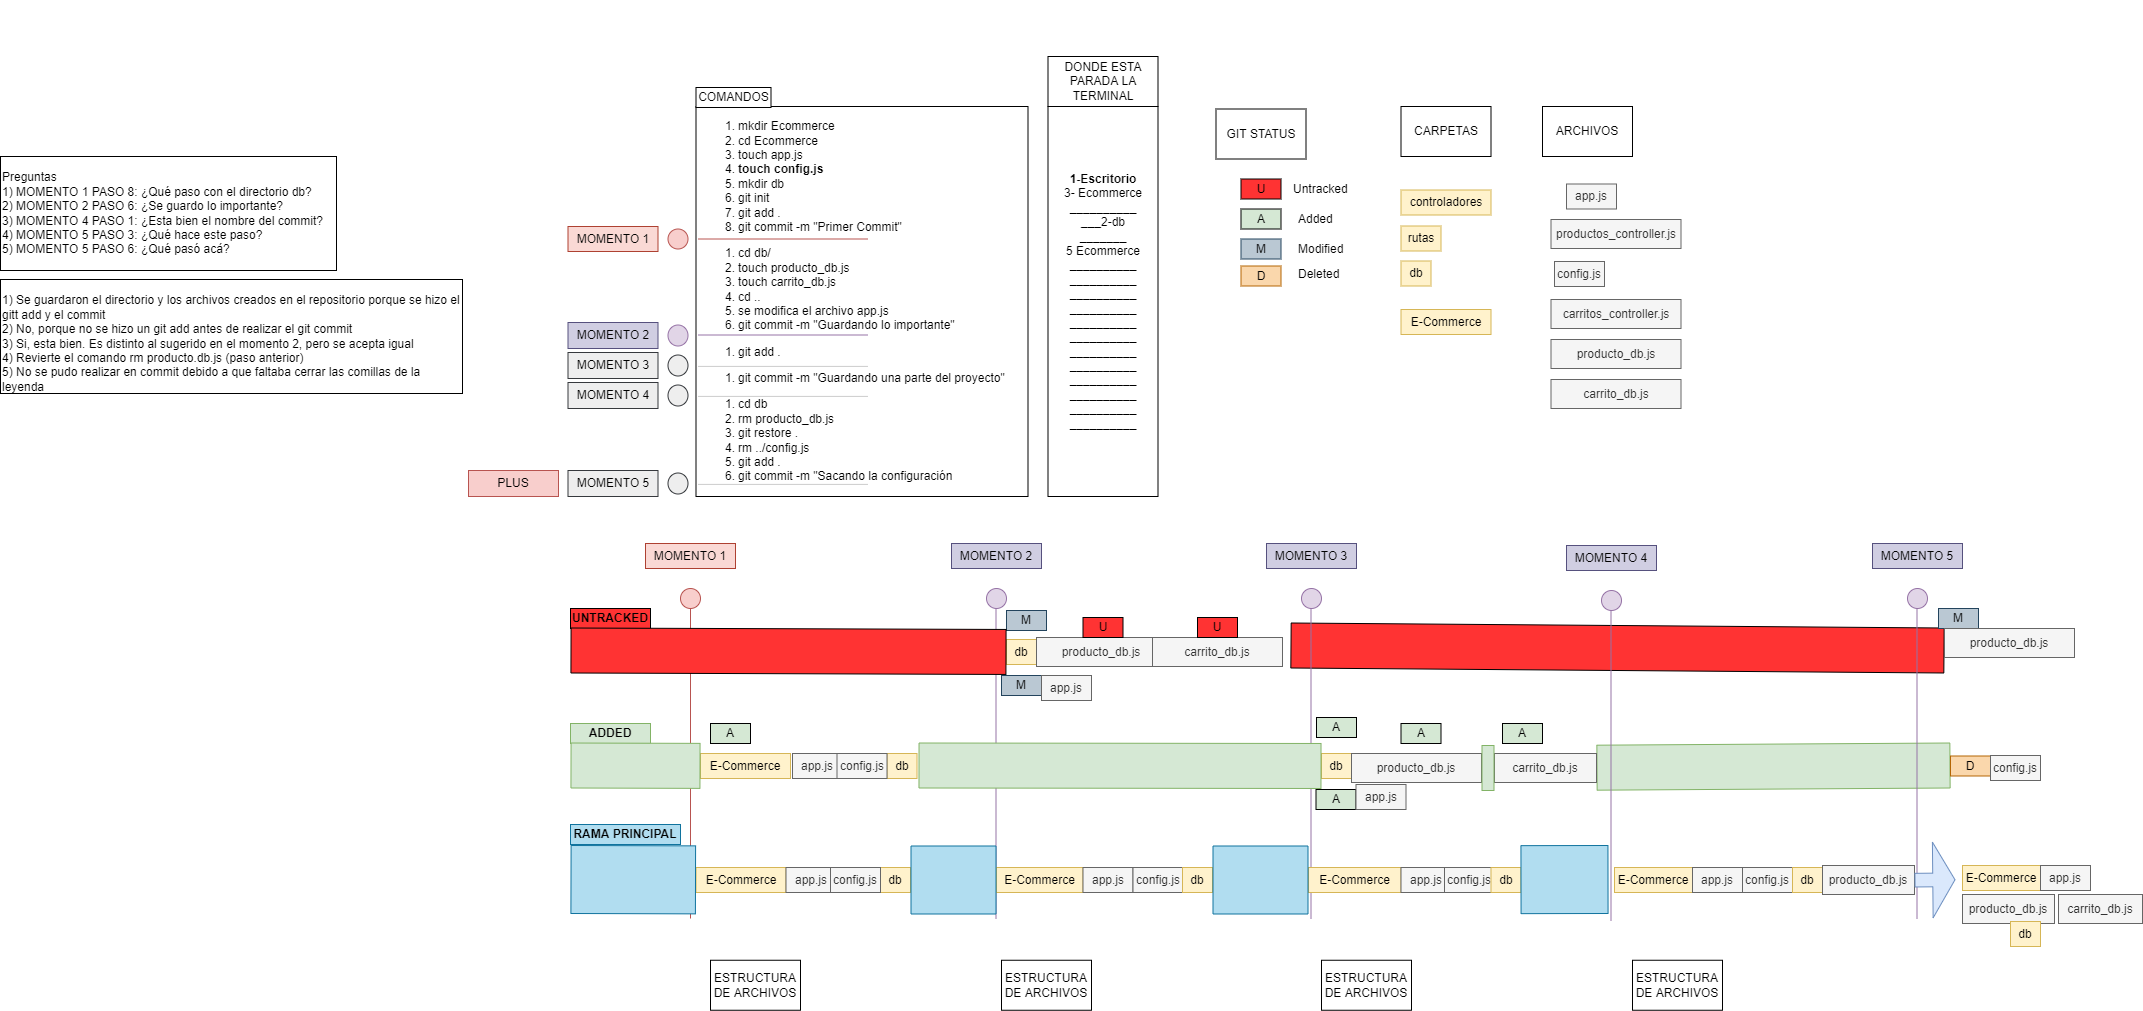 Preguntas
1) MOMENTO 1 PASO 8: ¿Qué paso con el directorio db?
2) MOMENTO 2 PASO 6: ¿Se guardo lo importante?
3) MOMENTO 4 PASO 1: ¿Esta bien el nombre del commit?
4) MOMENTO 5 PASO 3: ¿Qué hace este paso?
5) MOMENTO 5 PASO 6: ¿Qué pasó acá?
1) Se guardaron el directorio y los archivos creados en el repositorio porque se hizo el
gitt add y el commit
2) No, porque no se hizo un git add antes de realizar el git commit
3) Si, esta bien. Es distinto al sugerido en el momento 2, pero se acepta igual
4) Revierte el comando rm producto.db.js (paso anterior)
5) No se pudo realizar en commit debido a que faltaba cerrar las comillas de la
leyenda
COMANDOS
1. mkdir Ecommerce
2. cd Ecommerce
3. touch app.js
4. touch config.js
5. mkdir db
6. git init
7. git add .
8. git commit -m "Primer Commit"
MOMENTO 1
1. cd db/
2. touch producto_db.js
3. touch carrito_db.js
4. cd ..
5. se modifica el archivo app.js
6. git commit -m "Guardando lo importante"
MOMENTO 2
1. git add .
MOMENTO 3
1. git commit -m "Guardando una parte del proyecto"
MOMENTO 4
1. cd db
2. rm producto_db.js
3. git restore .
4. rm ../config.js
5. git add .
6. git commit -m "Sacando la configuración
PLUS
MOMENTO 5
DONDE ESTA
PARADA LA
TERMINAL
1-Escritorio
3- Ecommerce
__________
___2-db
_______
5 Ecommerce
__________
__________
__________
__________
__________
__________
__________
__________
__________
__________
__________
__________
GIT STATUS
U Untracked
A Added
M Modified
D Deleted
CARPETAS
controladores
rutas
db
E-Commerce
ARCHIVOS
app.js
productos_controller.js
config.js
carritos_controller.js
producto_db.js
carrito_db.js
MOMENTO 1
MOMENTO 2
MOMENTO 3
MOMENTO 4
MOMENTO 5
UNTRACKED
M
U
U
M
db
producto_db.js
carrito_db.js
producto_db.js
M
app.js
ADDED
A
A
A
A
E-Commerce
app.js
config.js
db
db
producto_db.js
carrito_db.js
D
config.js
A
app.js
RAMA PRINCIPAL
E-Commerce
app.js
config.js
db
E-Commerce
app.js
config.js
db
E-Commerce
app.js
config.js
db
E-Commerce
app.js
config.js
db
producto_db.js
E-Commerce
app.js
producto_db.js
carrito_db.js
db
ESTRUCTURA
DE ARCHIVOS
ESTRUCTURA
DE ARCHIVOS
ESTRUCTURA
DE ARCHIVOS
ESTRUCTURA
DE ARCHIVOS